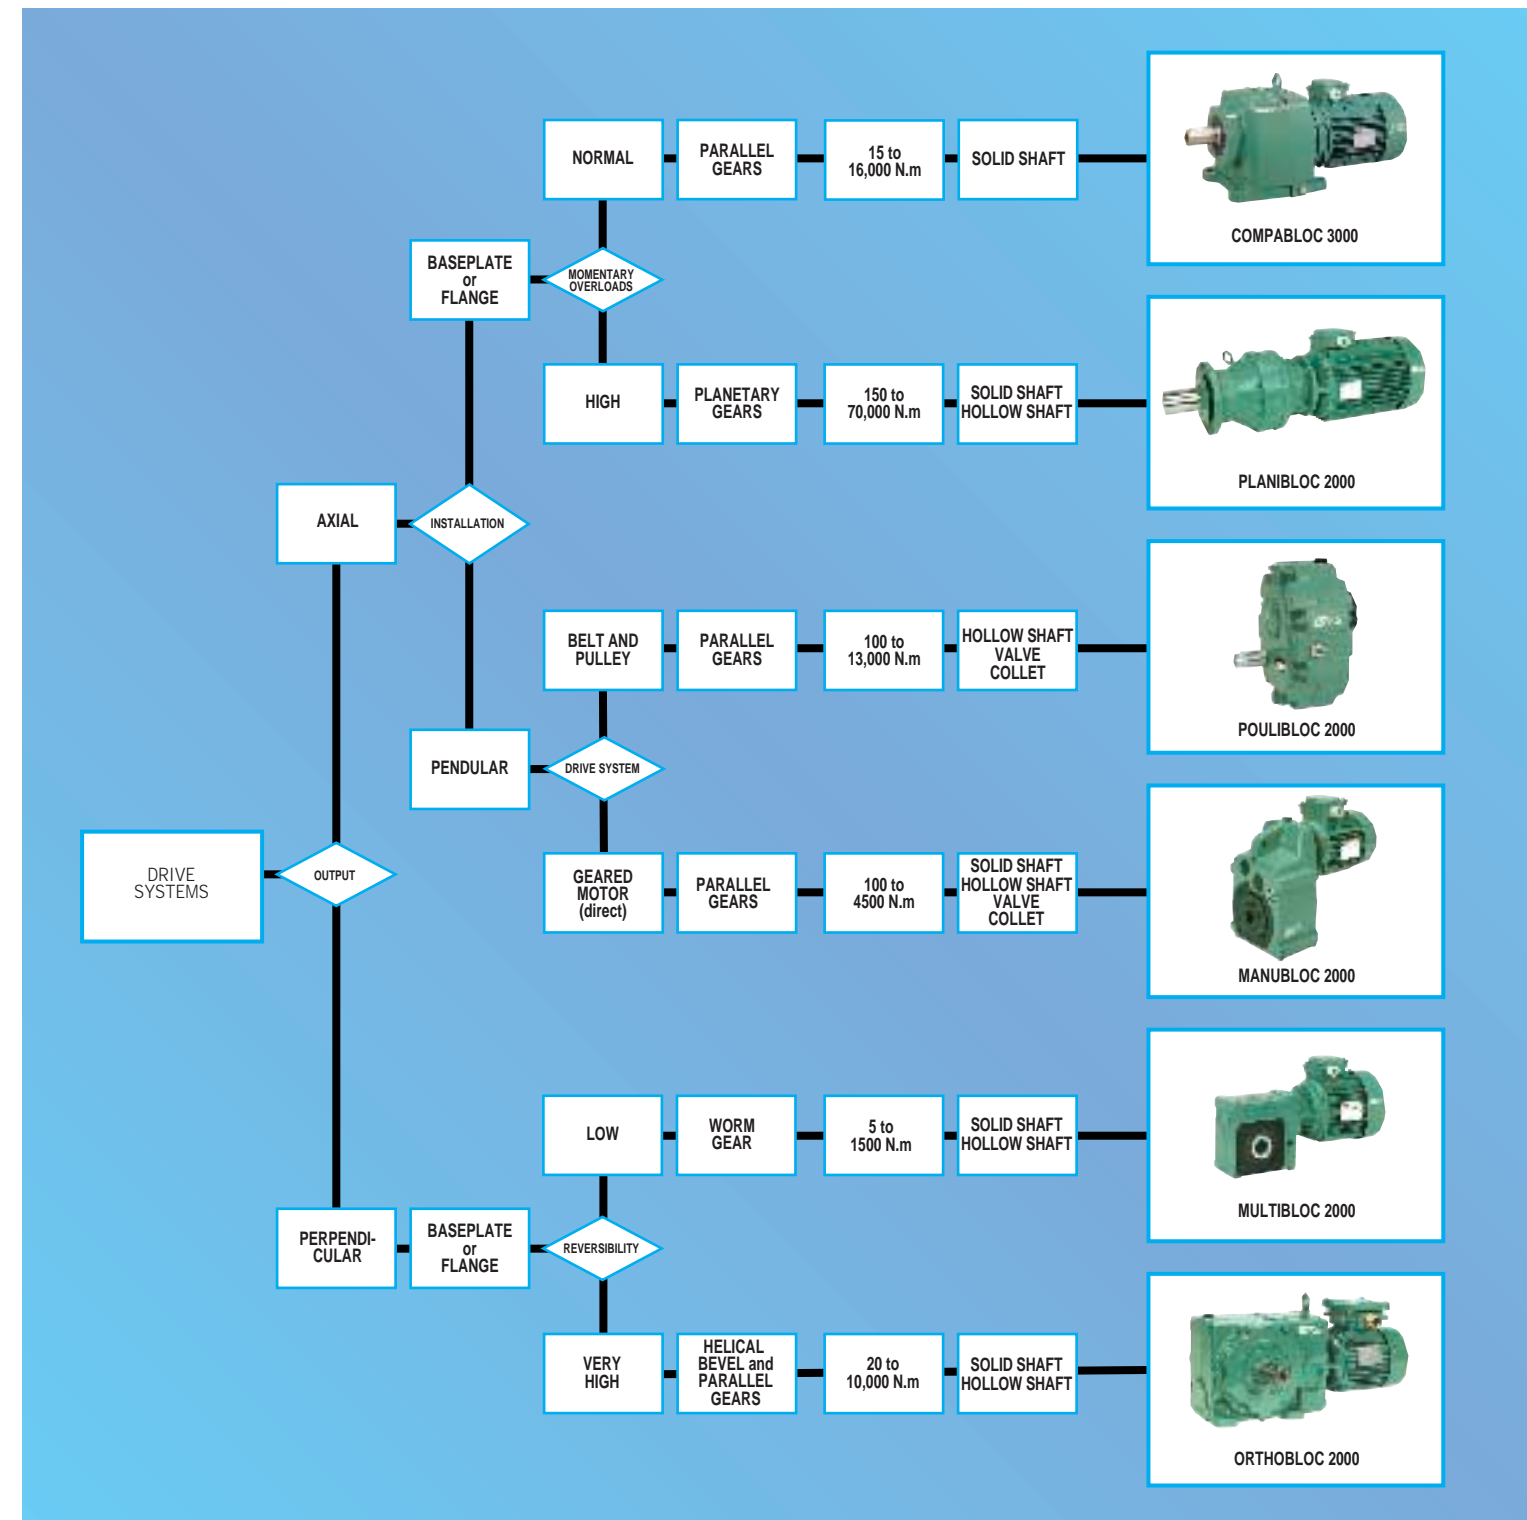 NORMAL
PARALLEL
GEARS
15 to
16,000 N.m
SOLID SHAFT
COMPABLOC 3000
BASEPLATE
or
FLANGE
MOMENTARY
OVERLOADS
HIGH
PLANETARY
GEARS
150 to
70,000 N.m
SOLID SHAFT
HOLLOW SHAFT
PLANIBLOC 2000
AXIAL
INSTALLATION
BELT AND
PULLEY
PARALLEL
GEARS
100 to
13,000 N.m
HOLLOW SHAFT
VALVE
COLLET
POULIBLOC 2000
PENDULAR
DRIVE SYSTEM
DRIVE
SYSTEMS
OUTPUT
GEARED
MOTOR
(direct)
PARALLEL
GEARS
100 to
4500 N.m
SOLID SHAFT
HOLLOW SHAFT
VALVE
COLLET
MANUBLOC 2000
LOW
WORM
GEAR
5 to
1500 N.m
SOLID SHAFT
HOLLOW SHAFT
MULTIBLOC 2000
PERPENDI-
CULAR
BASEPLATE
or
FLANGE
REVERSIBILITY
VERY
HIGH
HELICAL
BEVEL and
PARALLEL
GEARS
20 to
10,000 N.m
SOLID SHAFT
HOLLOW SHAFT
ORTHOBLOC 2000